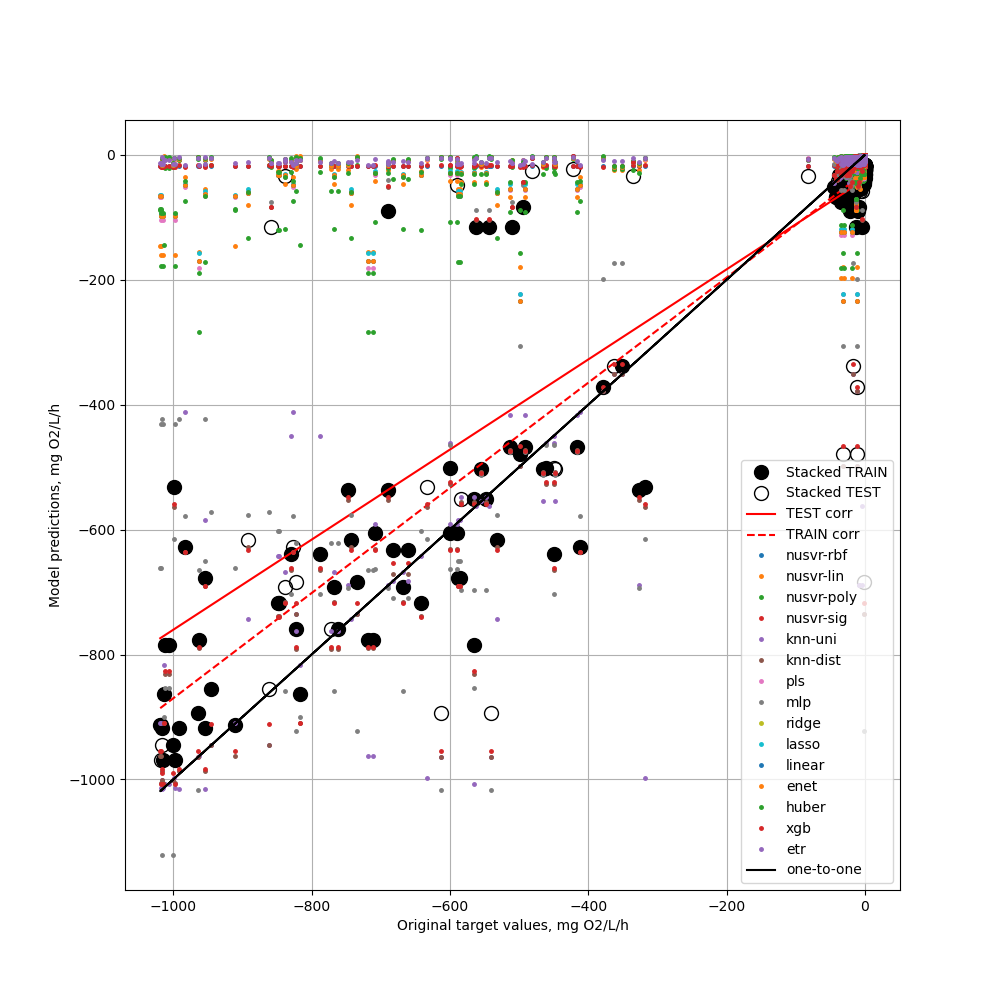 0
−200
−400
−600
−800
−1000
Model predictions, mg O2/L/h
−1000 −800 −600 −400 −200 0
Original target values, mg O2/L/h
Stacked TRAIN
Stacked TEST
TEST corr
TRAIN corr
nusvr-rbf
nusvr-lin
nusvr-poly
nusvr-sig
knn-uni
knn-dist
pls
mlp
ridge
lasso
linear
enet
huber
xgb
etr
one-to-one